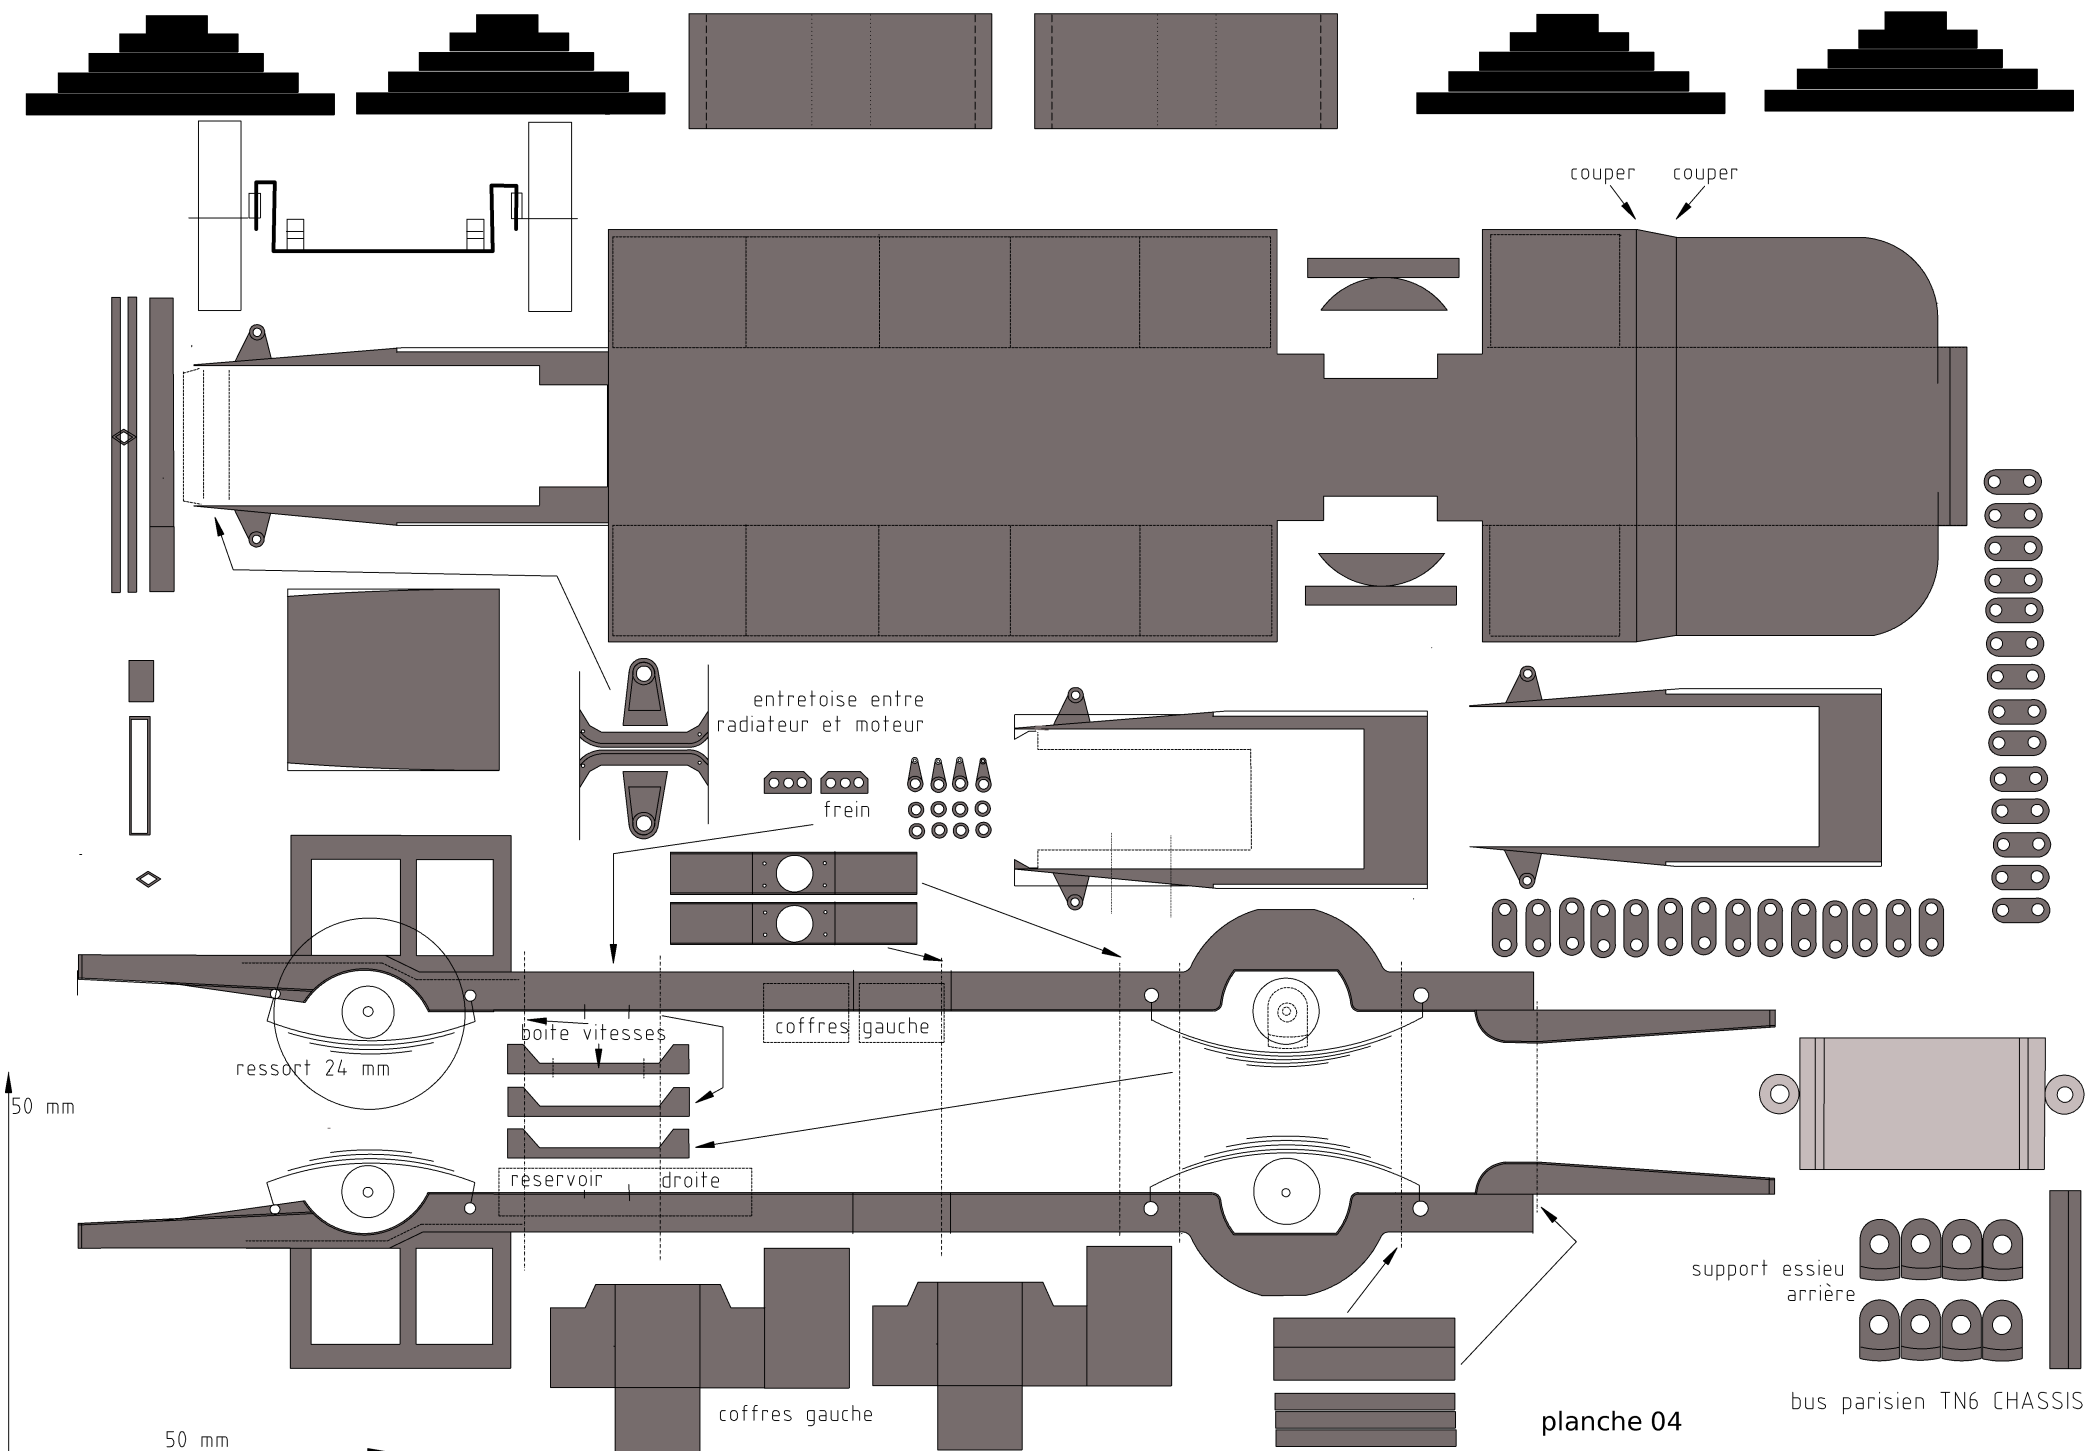 couper
couper
entretoise entre
radiateur et moteur
frein
coffres gauche
boite vitesses
ressort 24 mm
50 mm
reservoir droite
support essieu
arrière
bus parisien TN6 CHASSIS
coffres gauche
planche 04
50 mm